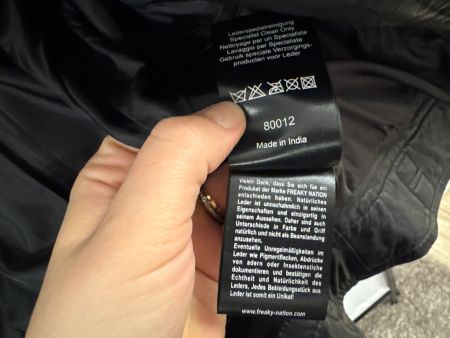 Lederspezialreinigung
Specialist Clean Only
Nettoyage par un Specialiste
Lavaggio per Specialista
Gebruik speciale Verzorgings-
producten voor Leder
80012
Made in India
Vielen Dank, dass Sie sich für ein
Produkt der Marke FREAKY NATION
entschieden haben. Natürliches
Leder ist unnachahmlich in seinen
Eigenschaften und einzigartig in
seinem Aussehen. Daher sind auch
Unterschiede in Farbe und Griff
natürlich und nicht als Beanstandung
anzusehen.
Eventuelle Unregelmäßigkeiten im
Leder wie Pigmentflecken, Abdrücke
von adern oder Insektenstiche
dokumentieren und bestätigen die
Echtheit und Natürlichkeit des
Leders, Jedes Bekleidungsstück aus
Leder ist somit ein Unikat!
www.freaky-nation.com